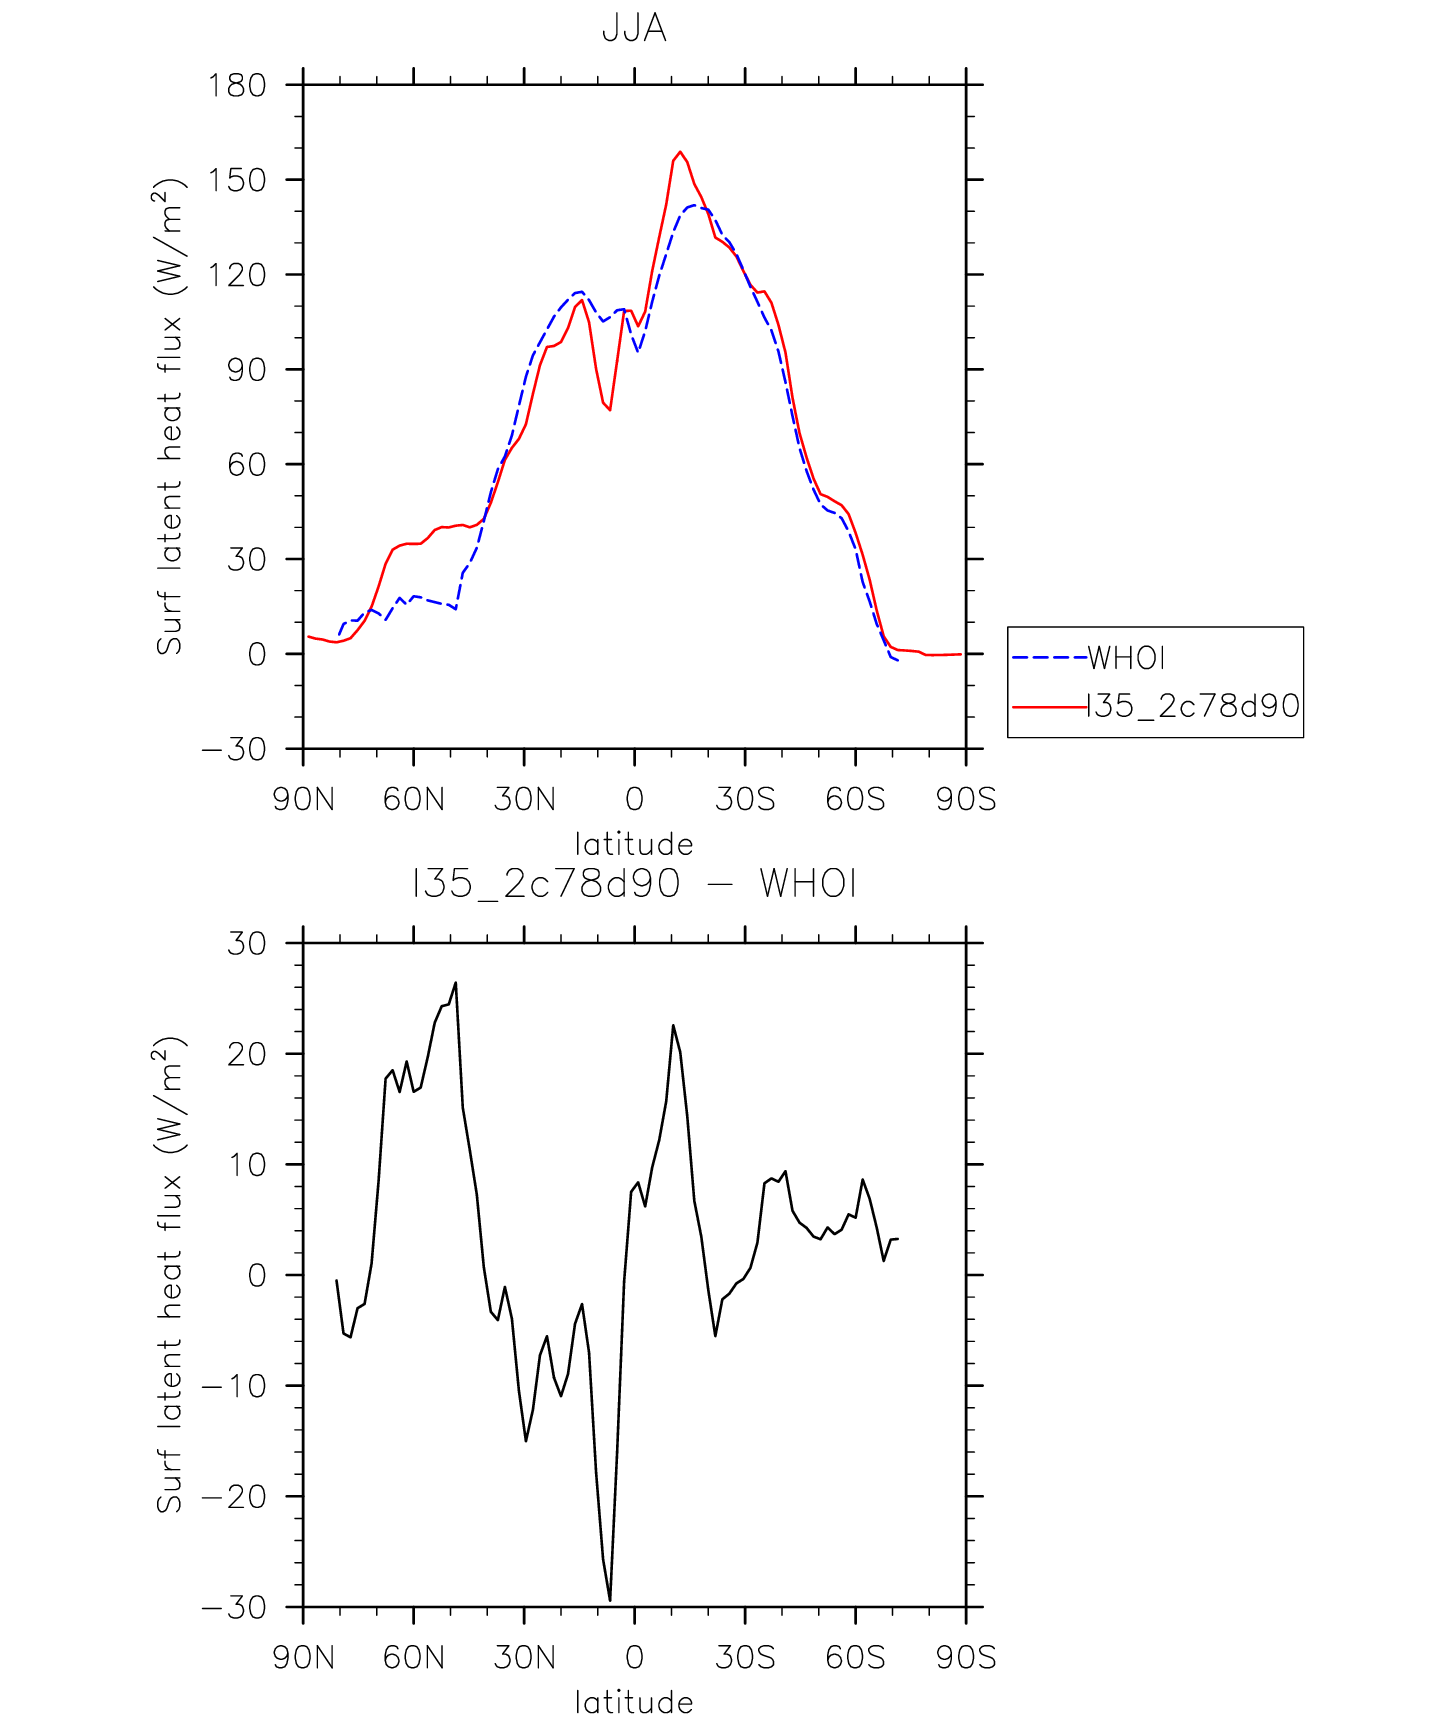 JJA
Surf latent heat flux (W/m²)
180
150
120
90
60
30
0
−30
90N 60N 30N 0 30S 60S 90S
latitude
WHOI
I35_2c78d90
I35_2c78d90 − WHOI
Surf latent heat flux (W/m²)
30
20
10
0
−10
−20
−30
90N 60N 30N 0 30S 60S 90S
latitude